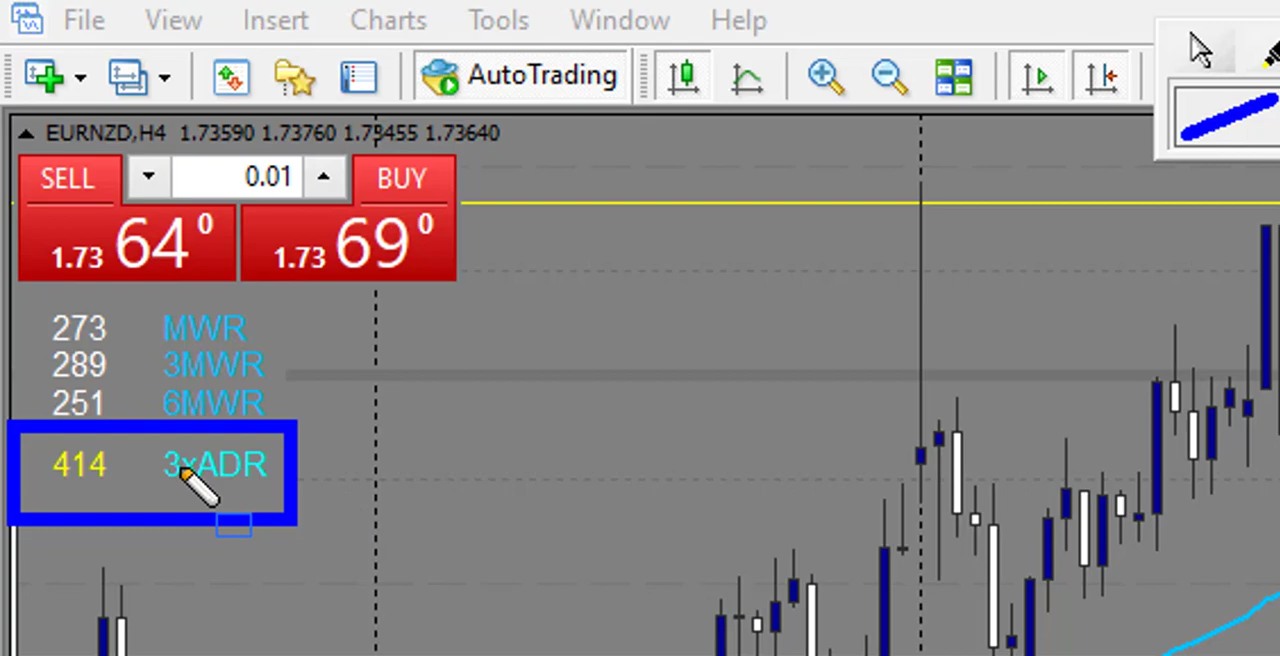 File View Insert Charts Tools Window Help
AutoTrading
EURNZD,H4 1.73590 1.73760 1.73455 1.73640
SELL 0.01 BUY
1.73 64 0 1.73 69 0
273 MWR
289 3MWR
251 6MWR
414 3xADR